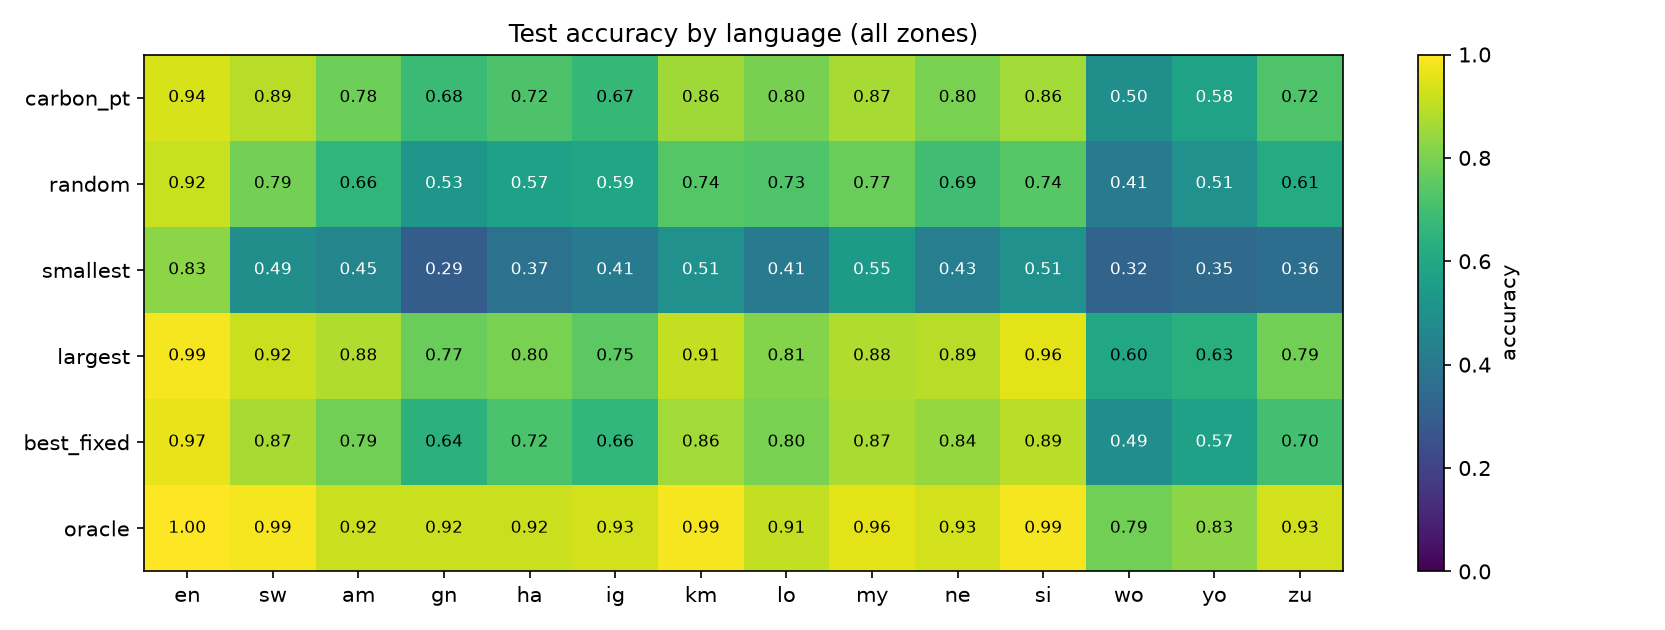 Test accuracy by language (all zones)
carbon_pt 0.94 0.89 0.78 0.68 0.72 0.67 0.86 0.80 0.87 0.80 0.86 0.50 0.58 0.72
random 0.92 0.79 0.66 0.53 0.57 0.59 0.74 0.73 0.77 0.69 0.74 0.41 0.51 0.61
smallest 0.83 0.49 0.45 0.29 0.37 0.41 0.51 0.41 0.55 0.43 0.51 0.32 0.35 0.36
largest 0.99 0.92 0.88 0.77 0.80 0.75 0.91 0.81 0.88 0.89 0.96 0.60 0.63 0.79
best_fixed 0.97 0.87 0.79 0.64 0.72 0.66 0.86 0.80 0.87 0.84 0.89 0.49 0.57 0.70
oracle 1.00 0.99 0.92 0.92 0.92 0.93 0.99 0.91 0.96 0.93 0.99 0.79 0.83 0.93
en sw am gn ha ig km lo my ne si wo yo zu
1.0
0.8
0.6
0.4
0.2
0.0
accuracy